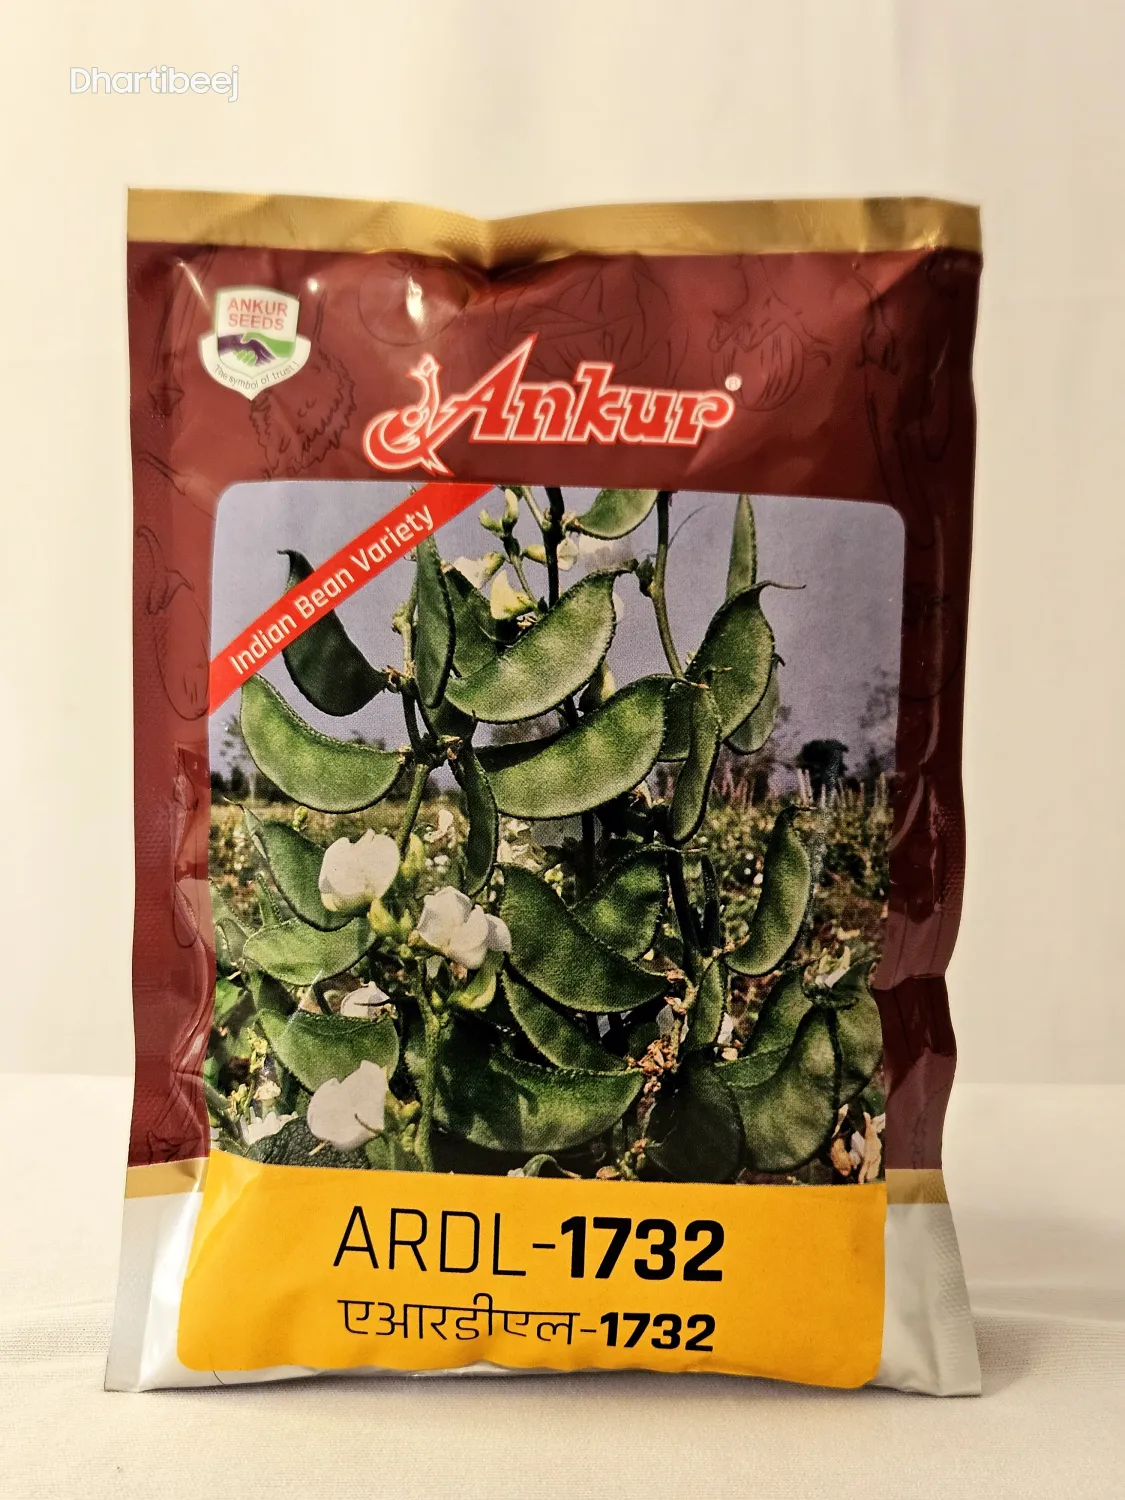 Dhartibeej
ANKUR
SEEDS
The symbol of trust
Ankur®
Indian Bean Variety
ARDL-1732
एआरडीएल-1732